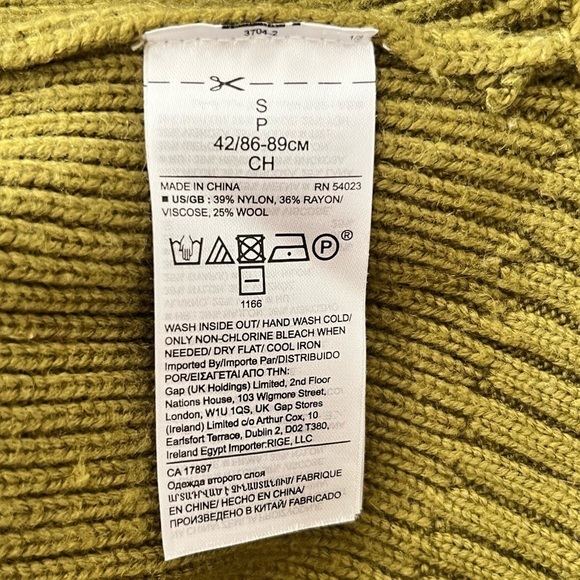 3704-2
S
P
42/86-89CM
CH
MADE IN CHINA RN 54023
■ US/GB : 39% NYLON, 36% RAYON/
VISCOSE, 25% WOOL
P ®
1166
WASH INSIDE OUT/ HAND WASH COLD/
ONLY NON-CHLORINE BLEACH WHEN
NEEDED/ DRY FLAT/ COOL IRON
Imported By/Importe Par/DISTRIBUIDO
POR/ΕΙΣΑΓΕΤΑΙ ΑΠΟ ΤΗΝ:
Gap (UK Holdings) Limited, 2nd Floor
Nations House, 103 Wigmore Street,
London, W1U 1QS, UK Gap Stores
(Ireland) Limited c/o Arthur Cox, 10
Earlsfort Terrace, Dublin 2, D02 T380,
Ireland Egypt Importer:RIGE, LLC
CA 17897
Одежда второго слоя
ԱՐՏԱԴՐՎԱԾ Է ՉԻՆԱՍՏԱՆՈՒՄ/ FABRIQUE
EN CHINE/ HECHO EN CHINA/
ПРОИЗВЕДЕНО В КИТАЙ/ FABRICADO